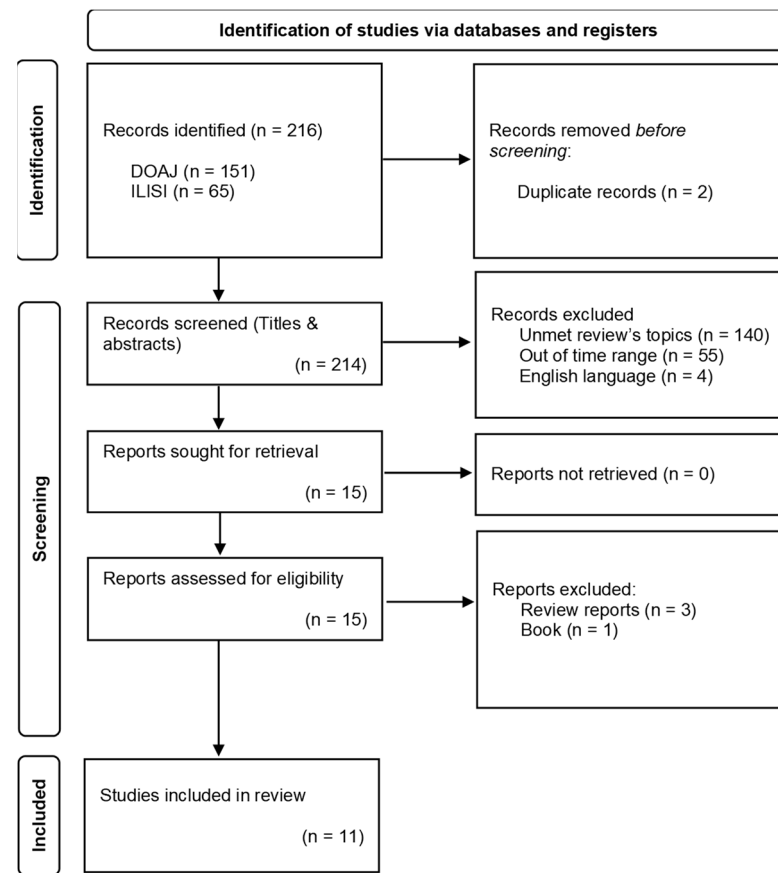 Identification of studies via databases and registers
Identification
Records identified (n = 216)
DOAJ (n = 151)
ILISI (n = 65)
Records removed before
screening:
Duplicate records (n = 2)
Screening
Records screened (Titles &
abstracts)
(n = 214)
Records excluded
Unmet review's topics (n = 140)
Out of time range (n = 55)
English language (n = 4)
Reports sought for retrieval
(n = 15)
Reports not retrieved (n = 0)
Reports assessed for eligibility
(n = 15)
Reports excluded:
Review reports (n = 3)
Book (n = 1)
Included
Studies included in review
(n = 11)